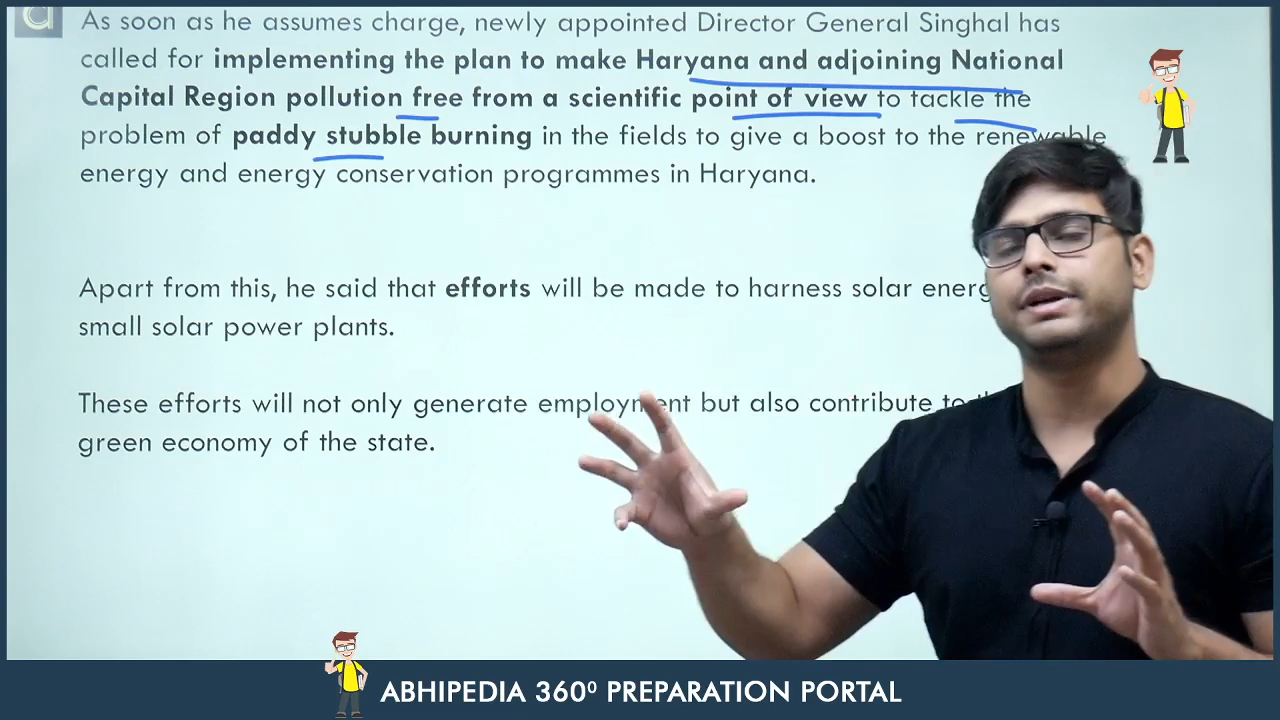 a
As soon as he assumes charge, newly appointed Director General Singhal has
called for implementing the plan to make Haryana and adjoining National
Capital Region pollution free from a scientific point of view to tackle the
problem of paddy stubble burning in the fields to give a boost to the renewable
energy and energy conservation programmes in Haryana.
Apart from this, he said that efforts will be made to harness solar
small solar power plants.
These efforts will not only generate employment but also contribute to
green economy of the state.
ABHIPEDIA 360⁰ PREPARATION PORTAL